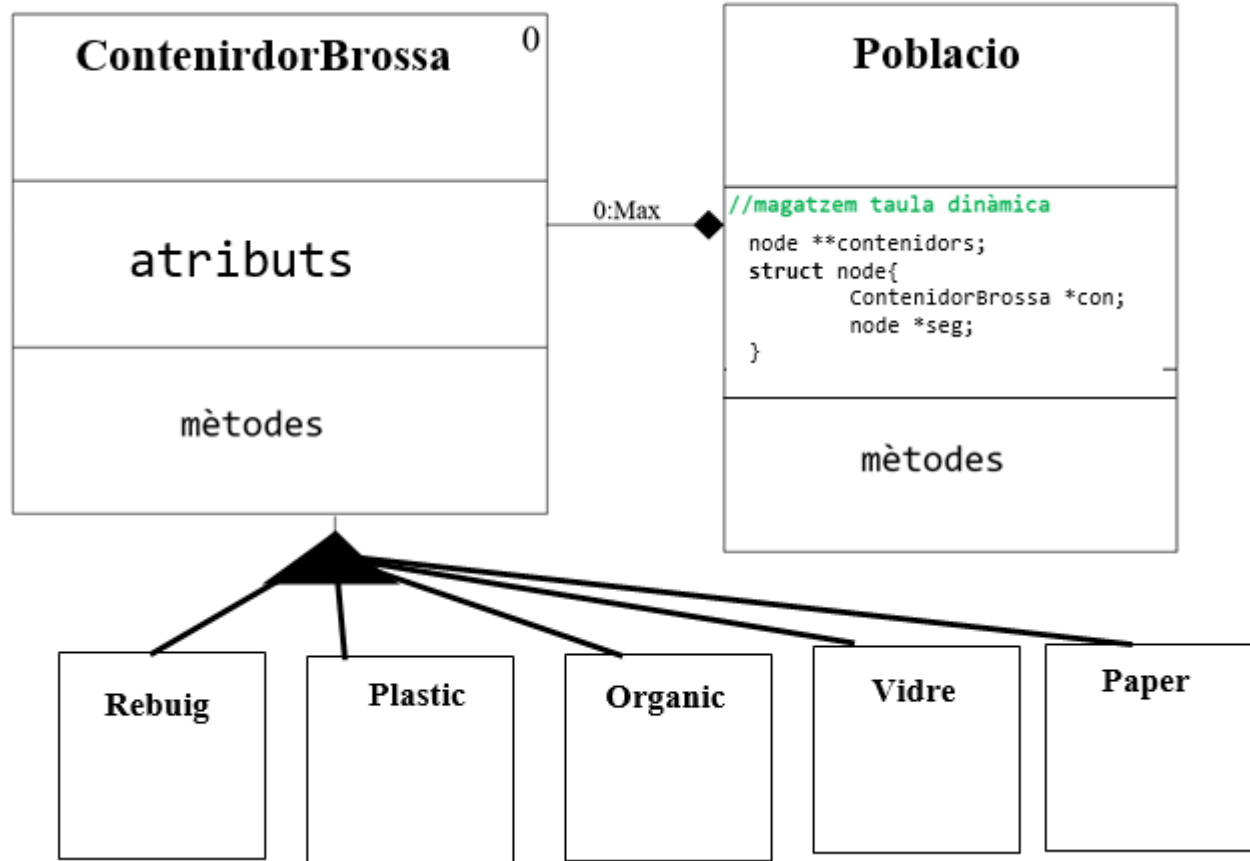 ContenirdorBrossa
0
atributs
mètodes
0:Max
Poblacio
//magatzem taula dinàmica
node **contenidors;
struct node{
ContenidorBrossa *con;
node *seg;
}
mètodes
Rebuig
Plastic
Organic
Vidre
Paper